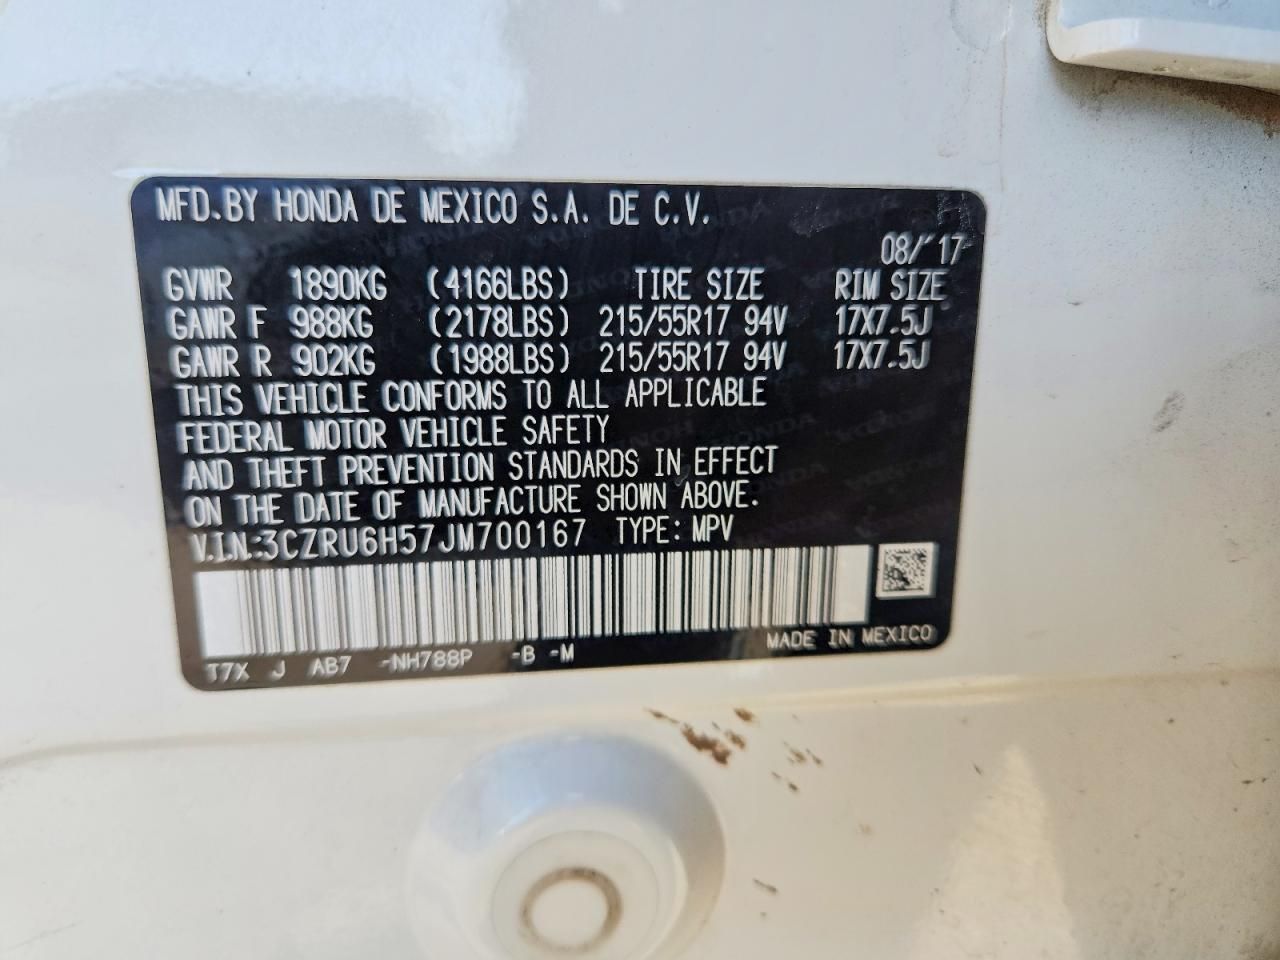 MFD.BY HONDA DE MEXICO S.A. DE C.V.
08/'17
GVWR 1890KG (4166LBS) TIRE SIZE RIM SIZE
GAWR F 988KG (2178LBS) 215/55R17 94V 17X7.5J
GAWR R 902KG (1988LBS) 215/55R17 94V 17X7.5J
THIS VEHICLE CONFORMS TO ALL APPLICABLE
FEDERAL MOTOR VEHICLE SAFETY
AND THEFT PREVENTION STANDARDS IN EFFECT
ON THE DATE OF MANUFACTURE SHOWN ABOVE.
V.I.N.:3CZRU6H57JM700167 TYPE: MPV
MADE IN MEXICO
T7X J AB7 -NH788P -B -M